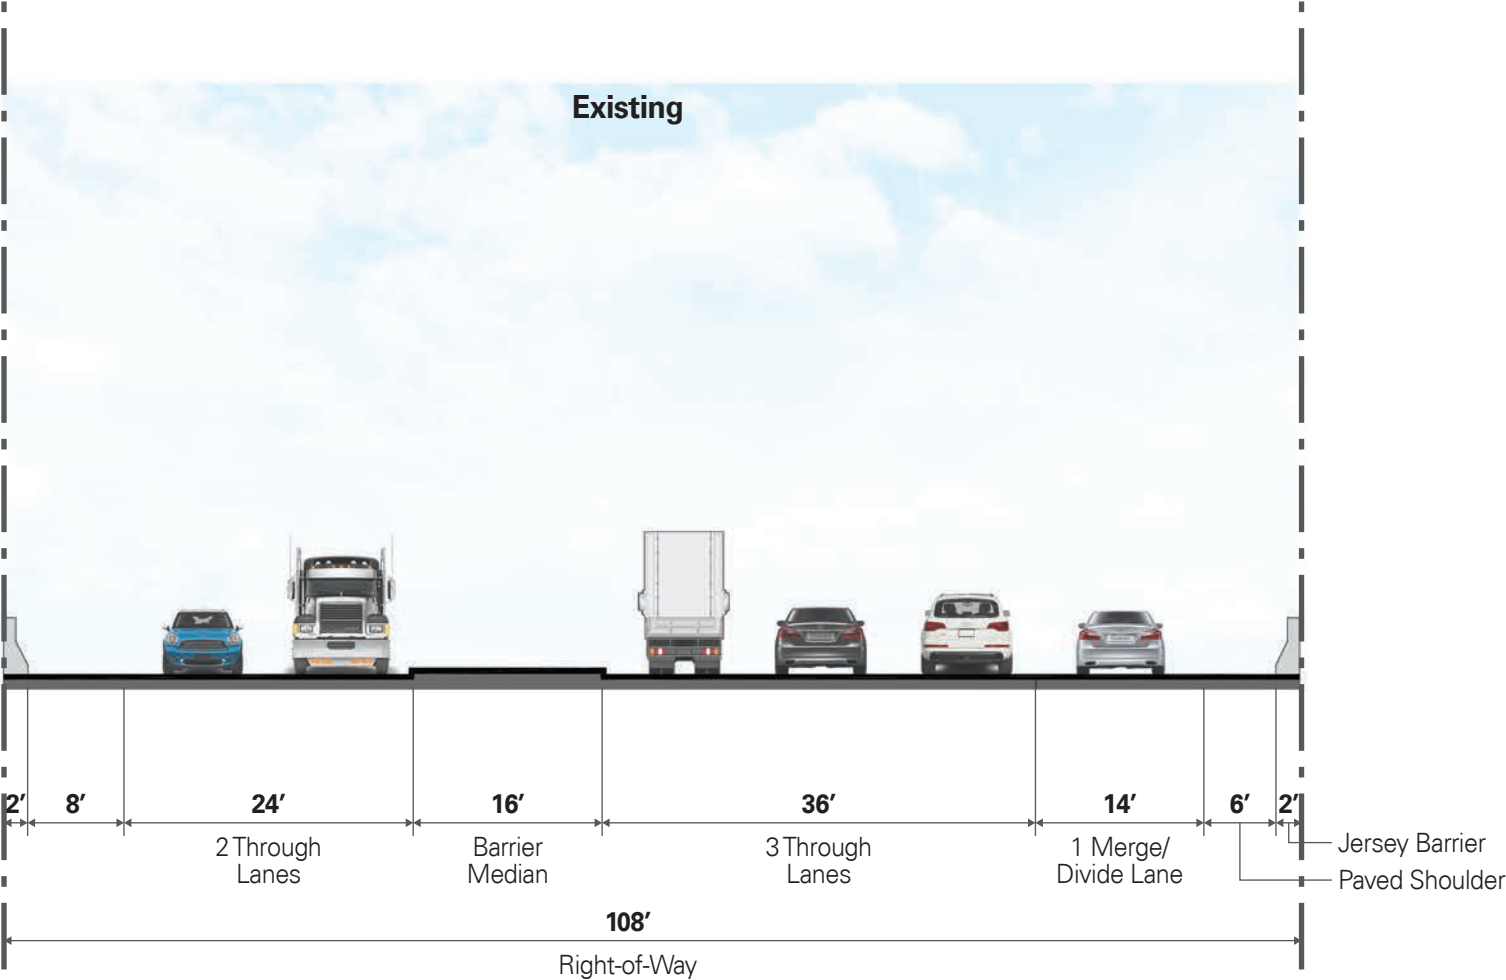 Existing
2’ 8’ 24’ 16’ 36’ 14’ 6’ 2’
2 Through
Lanes
Barrier
Median
3 Through
Lanes
1 Merge/
Divide Lane
Jersey Barrier
Paved Shoulder
108’
Right-of-Way